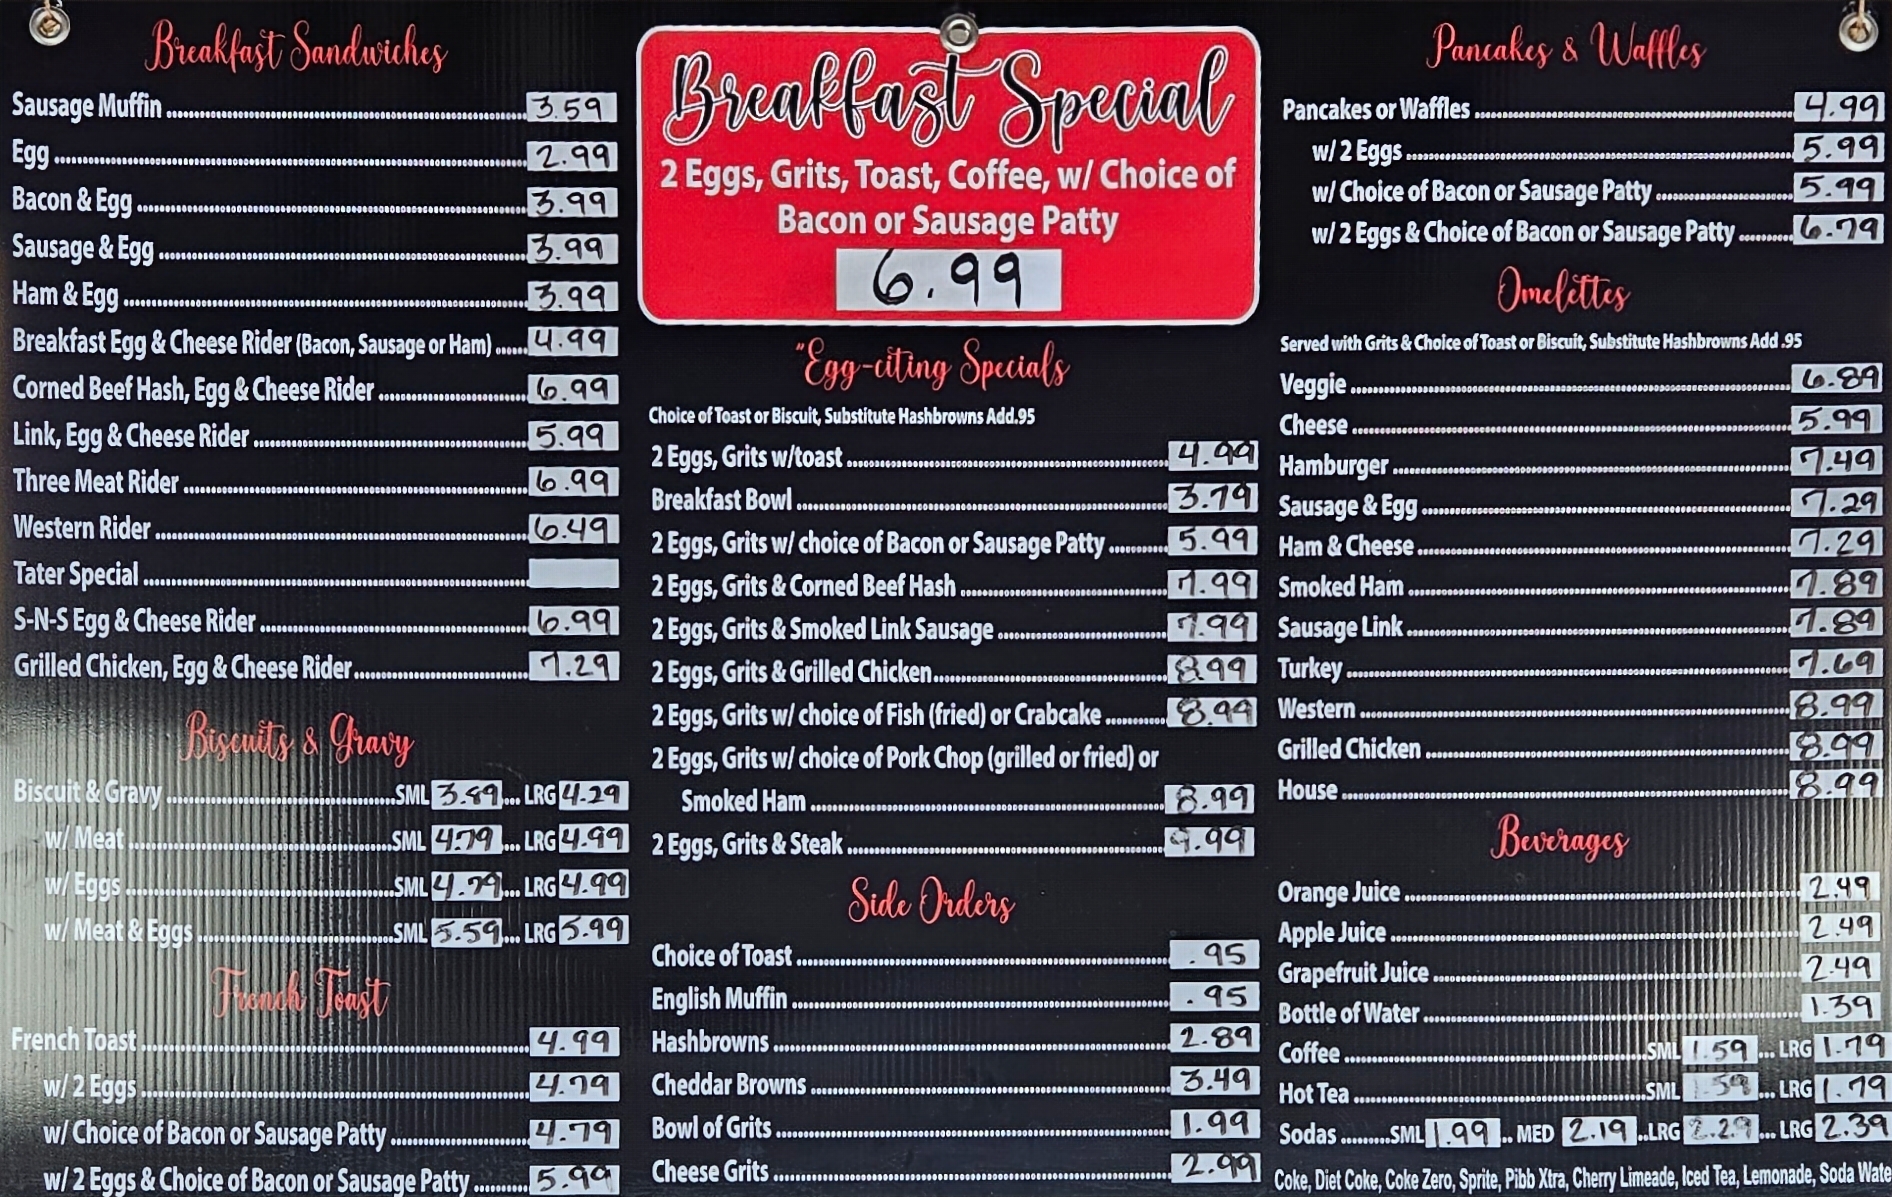 Breakfast Sandwiches
Sausage Muffin 3.59
Egg 2.99
Bacon & Egg 3.99
Sausage & Egg 3.99
Ham & Egg 3.99
Breakfast Egg & Cheese Rider (Bacon, Sausage or Ham) 4.99
Corned Beef Hash, Egg & Cheese Rider 6.99
Link, Egg & Cheese Rider 5.99
Three Meat Rider 6.99
Western Rider 6.49
Tater Special
S-N-S Egg & Cheese Rider 6.99
Grilled Chicken, Egg & Cheese Rider 7.29
Biscuits & Gravy
Biscuit & Gravy SML LRG 4.29
w/ Meat SML 4.79 LRG 4.99
w/ Eggs SML 4.79 LRG 4.99
w/ Meat & Eggs SML 5.59 LRG 5.99
French Toast
French Toast 4.99
w/ 2 Eggs 4.79
w/ Choice of Bacon or Sausage Patty 4.79
w/ 2 Eggs & Choice of Bacon or Sausage Patty 5.99
Breakfast Special
2 Eggs, Grits, Toast, Coffee, w/ Choice of
Bacon or Sausage Patty
6.99
"Egg-citing Specials
Choice of Toast or Biscuit, Substitute Hashbrowns Add.95
2 Eggs, Grits w/toast 4.99
Breakfast Bowl 3.79
2 Eggs, Grits w/ choice of Bacon or Sausage Patty 5.99
2 Eggs, Grits & Corned Beef Hash 7.99
2 Eggs, Grits & Smoked Link Sausage 7.99
2 Eggs, Grits & Grilled Chicken 8.99
2 Eggs, Grits w/ choice of Fish (fried) or Crabcake 8.99
2 Eggs, Grits w/ choice of Pork Chop (grilled or fried) or
Smoked Ham 8.99
2 Eggs, Grits & Steak 9.99
Side Orders
Choice of Toast .95
English Muffin .95
Hashbrowns 2.89
Cheddar Browns 3.49
Bowl of Grits 1.99
Cheese Grits 2.99
Pancakes & Waffles
Pancakes or Waffles 4.99
w/ 2 Eggs 5.99
w/ Choice of Bacon or Sausage Patty 5.99
w/ 2 Eggs & Choice of Bacon or Sausage Patty 6.79
Omelettes
Served with Grits & Choice of Toast or Biscuit, Substitute Hashbrowns Add .95
Veggie 6.89
Cheese 5.99
Hamburger 7.49
Sausage & Egg 7.29
Ham & Cheese 7.29
Smoked Ham 7.89
Sausage Link 7.89
Turkey 7.69
Western 8.99
Grilled Chicken 8.99
House 8.99
Beverages
Orange Juice 2.49
Apple Juice 2.49
Grapefruit Juice 2.49
Bottle of Water 1.39
Coffee SML 1.59 LRG 1.79
Hot Tea SML 1.59 LRG 1.79
Sodas SML 1.99 MED 2.19 LRG 2.29 LRG 2.39
Coke, Diet Coke, Coke Zero, Sprite, Pibb Xtra, Cherry Limeade, Iced Tea, Lemonade, Soda Wate